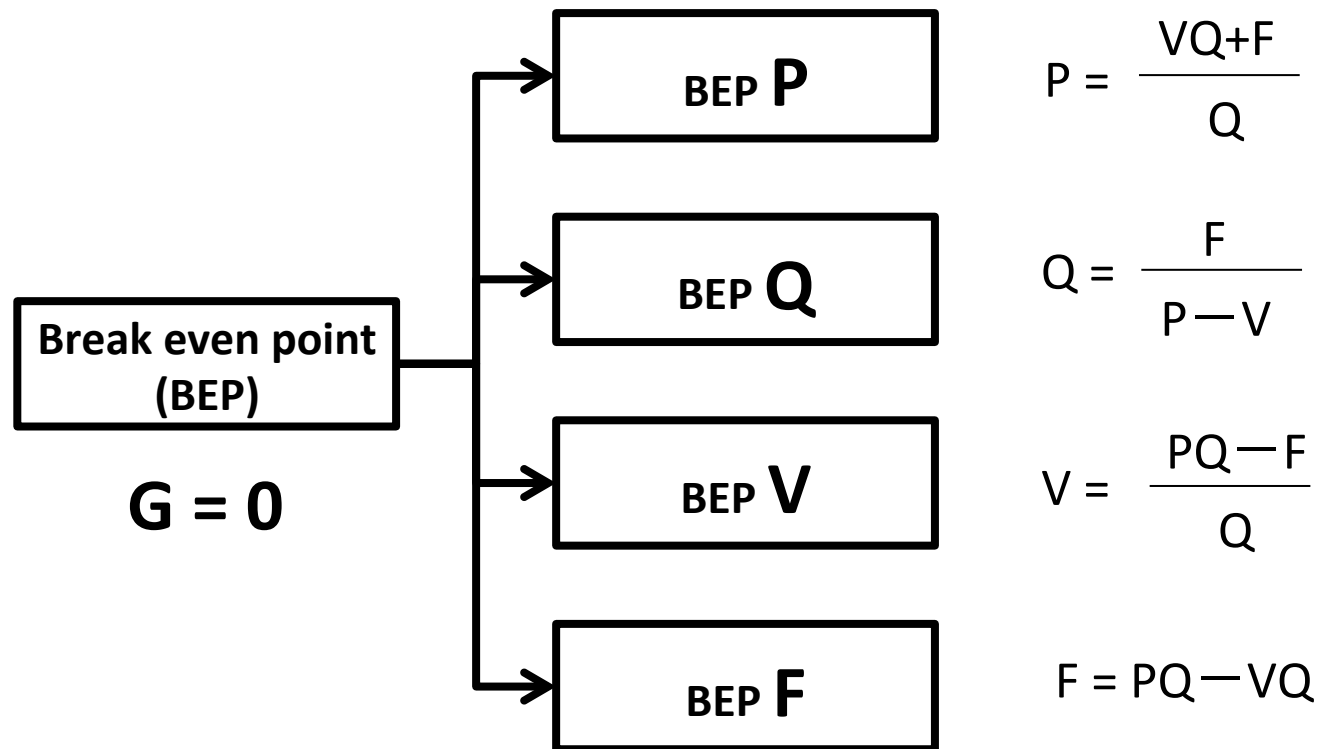 BEP P
P = VQ+F
Q
BEP Q
Q = F
P — V
Break even point
(BEP)
G = 0
BEP V
V = PQ — F
Q
BEP F
F = PQ — VQ